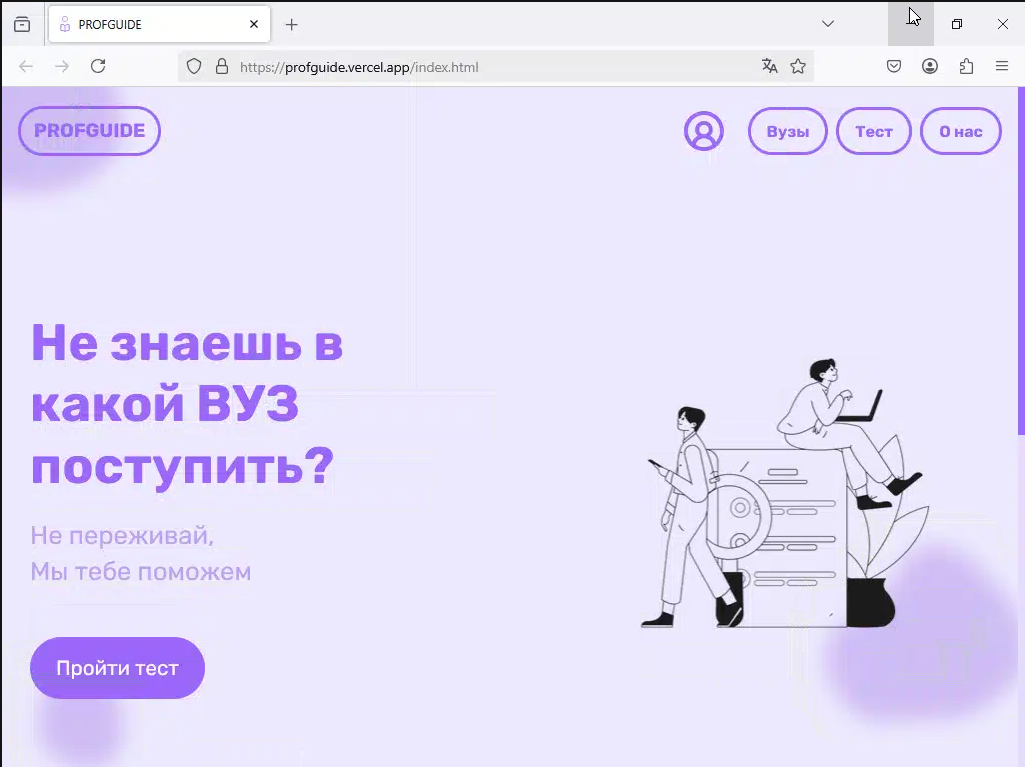 PROFGUIDE
https://profguide.vercel.app/index.html
PROFGUIDE
Вузы
Тест
О нас
Не знаешь в
какой ВУЗ
поступить?
Не переживай,
Мы тебе поможем
Пройти тест